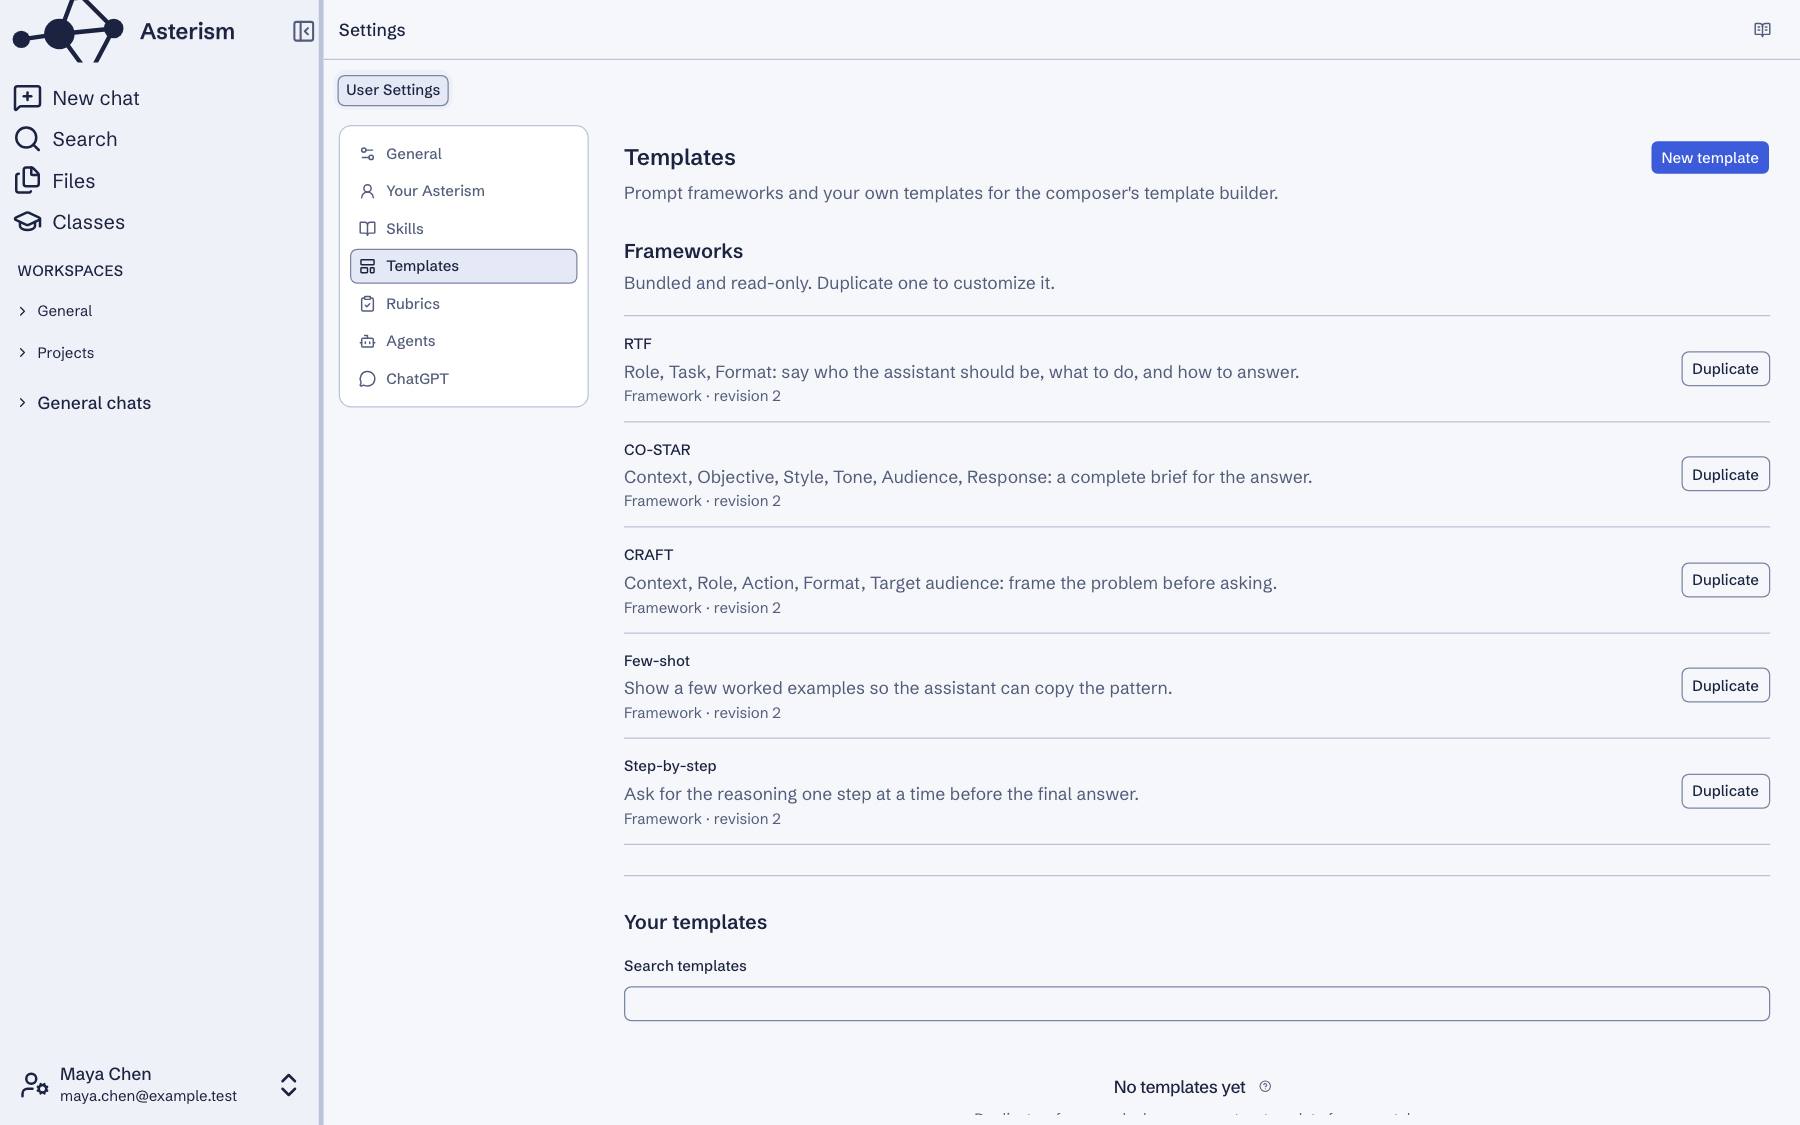 Asterism
Settings
New chat
Search
Files
Classes
WORKSPACES
General
Projects
General chats
Maya Chen
maya.chen@example.test
User Settings
General
Your Asterism
Skills
Templates
Rubrics
Agents
ChatGPT
Templates
New template
Prompt frameworks and your own templates for the composer's template builder.
Frameworks
Bundled and read-only. Duplicate one to customize it.
RTF
Role, Task, Format: say who the assistant should be, what to do, and how to answer.
Framework · revision 2
Duplicate
CO-STAR
Context, Objective, Style, Tone, Audience, Response: a complete brief for the answer.
Framework · revision 2
Duplicate
CRAFT
Context, Role, Action, Format, Target audience: frame the problem before asking.
Framework · revision 2
Duplicate
Few-shot
Show a few worked examples so the assistant can copy the pattern.
Framework · revision 2
Duplicate
Step-by-step
Ask for the reasoning one step at a time before the final answer.
Framework · revision 2
Duplicate
Your templates
Search templates
No templates yet